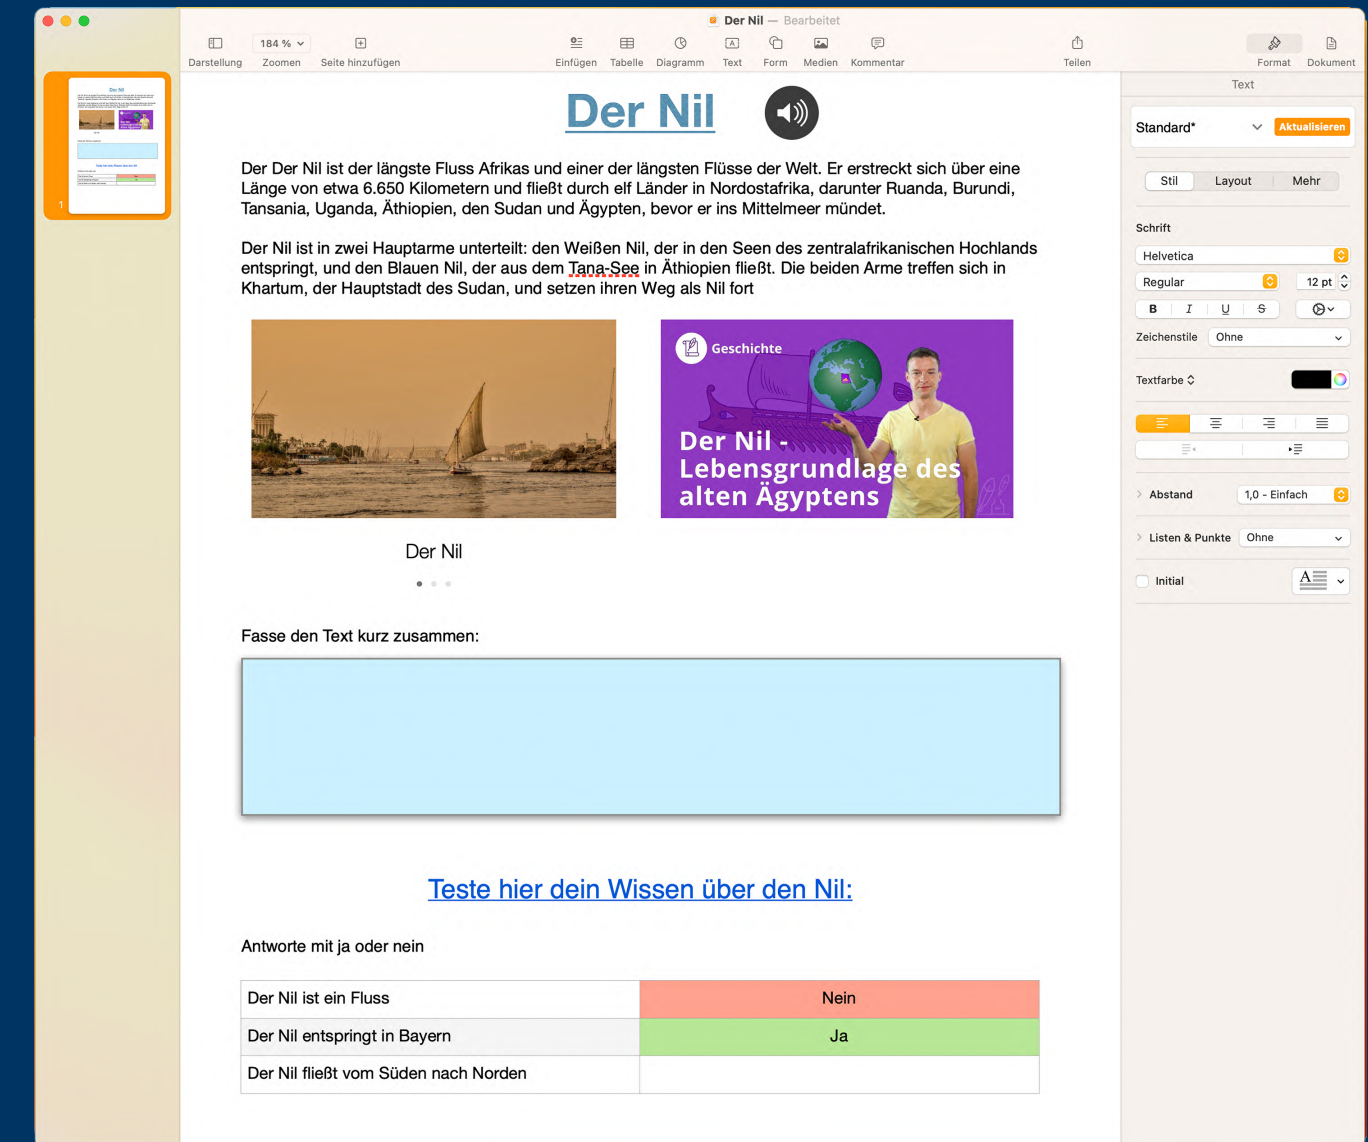 Der Nil — Bearbeitet
184 %
Darstellung Zoomen Seite hinzufügen Einfügen Tabelle Diagramm Text Form Medien Kommentar Teilen Format Dokument
1
Der Nil
Der Der Nil ist der längste Fluss Afrikas und einer der längsten Flüsse der Welt. Er erstreckt sich über eine
Länge von etwa 6.650 Kilometern und fließt durch elf Länder in Nordostafrika, darunter Ruanda, Burundi,
Tansania, Uganda, Äthiopien, den Sudan und Ägypten, bevor er ins Mittelmeer mündet.
Der Nil ist in zwei Hauptarme unterteilt: den Weißen Nil, der in den Seen des zentralafrikanischen Hochlands
entspringt, und den Blauen Nil, der aus dem Tana-See in Äthiopien fließt. Die beiden Arme treffen sich in
Khartum, der Hauptstadt des Sudan, und setzen ihren Weg als Nil fort
Geschichte
Der Nil -
Lebensgrundlage des
alten Ägyptens
Der Nil
Fasse den Text kurz zusammen:
Teste hier dein Wissen über den Nil:
Antworte mit ja oder nein
Der Nil ist ein Fluss Nein
Der Nil entspringt in Bayern Ja
Der Nil fließt vom Süden nach Norden
Text
Standard* Aktualisieren
Stil Layout Mehr
Schrift
Helvetica
Regular 12 pt
B I U S
Zeichenstile Ohne
Textfarbe
Abstand 1,0 - Einfach
Listen & Punkte Ohne
Initial A